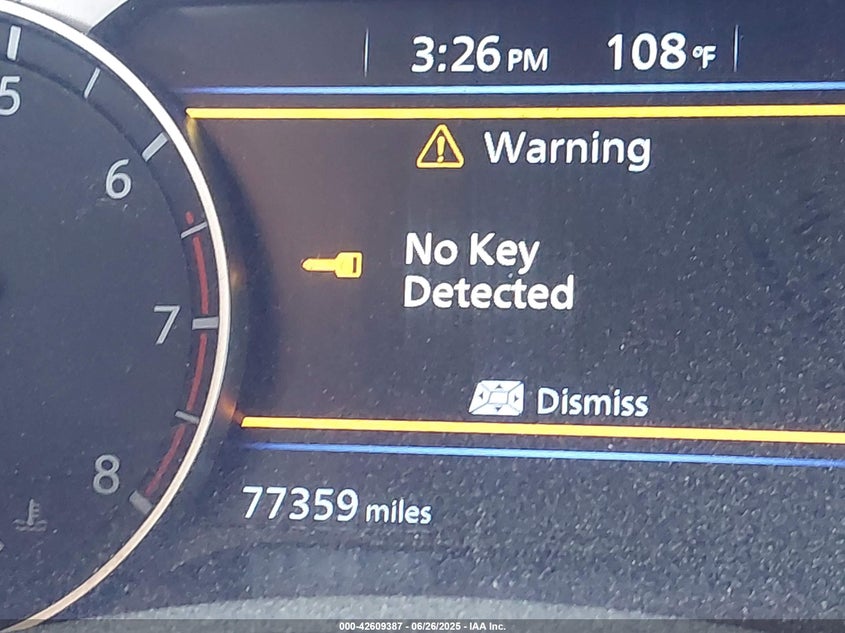 3:26 PM 108 °F
5
Warning
6
No Key
Detected
7
Dismiss
8
77359 miles
000-42609387 - 06/26/2025 - IAA Inc.